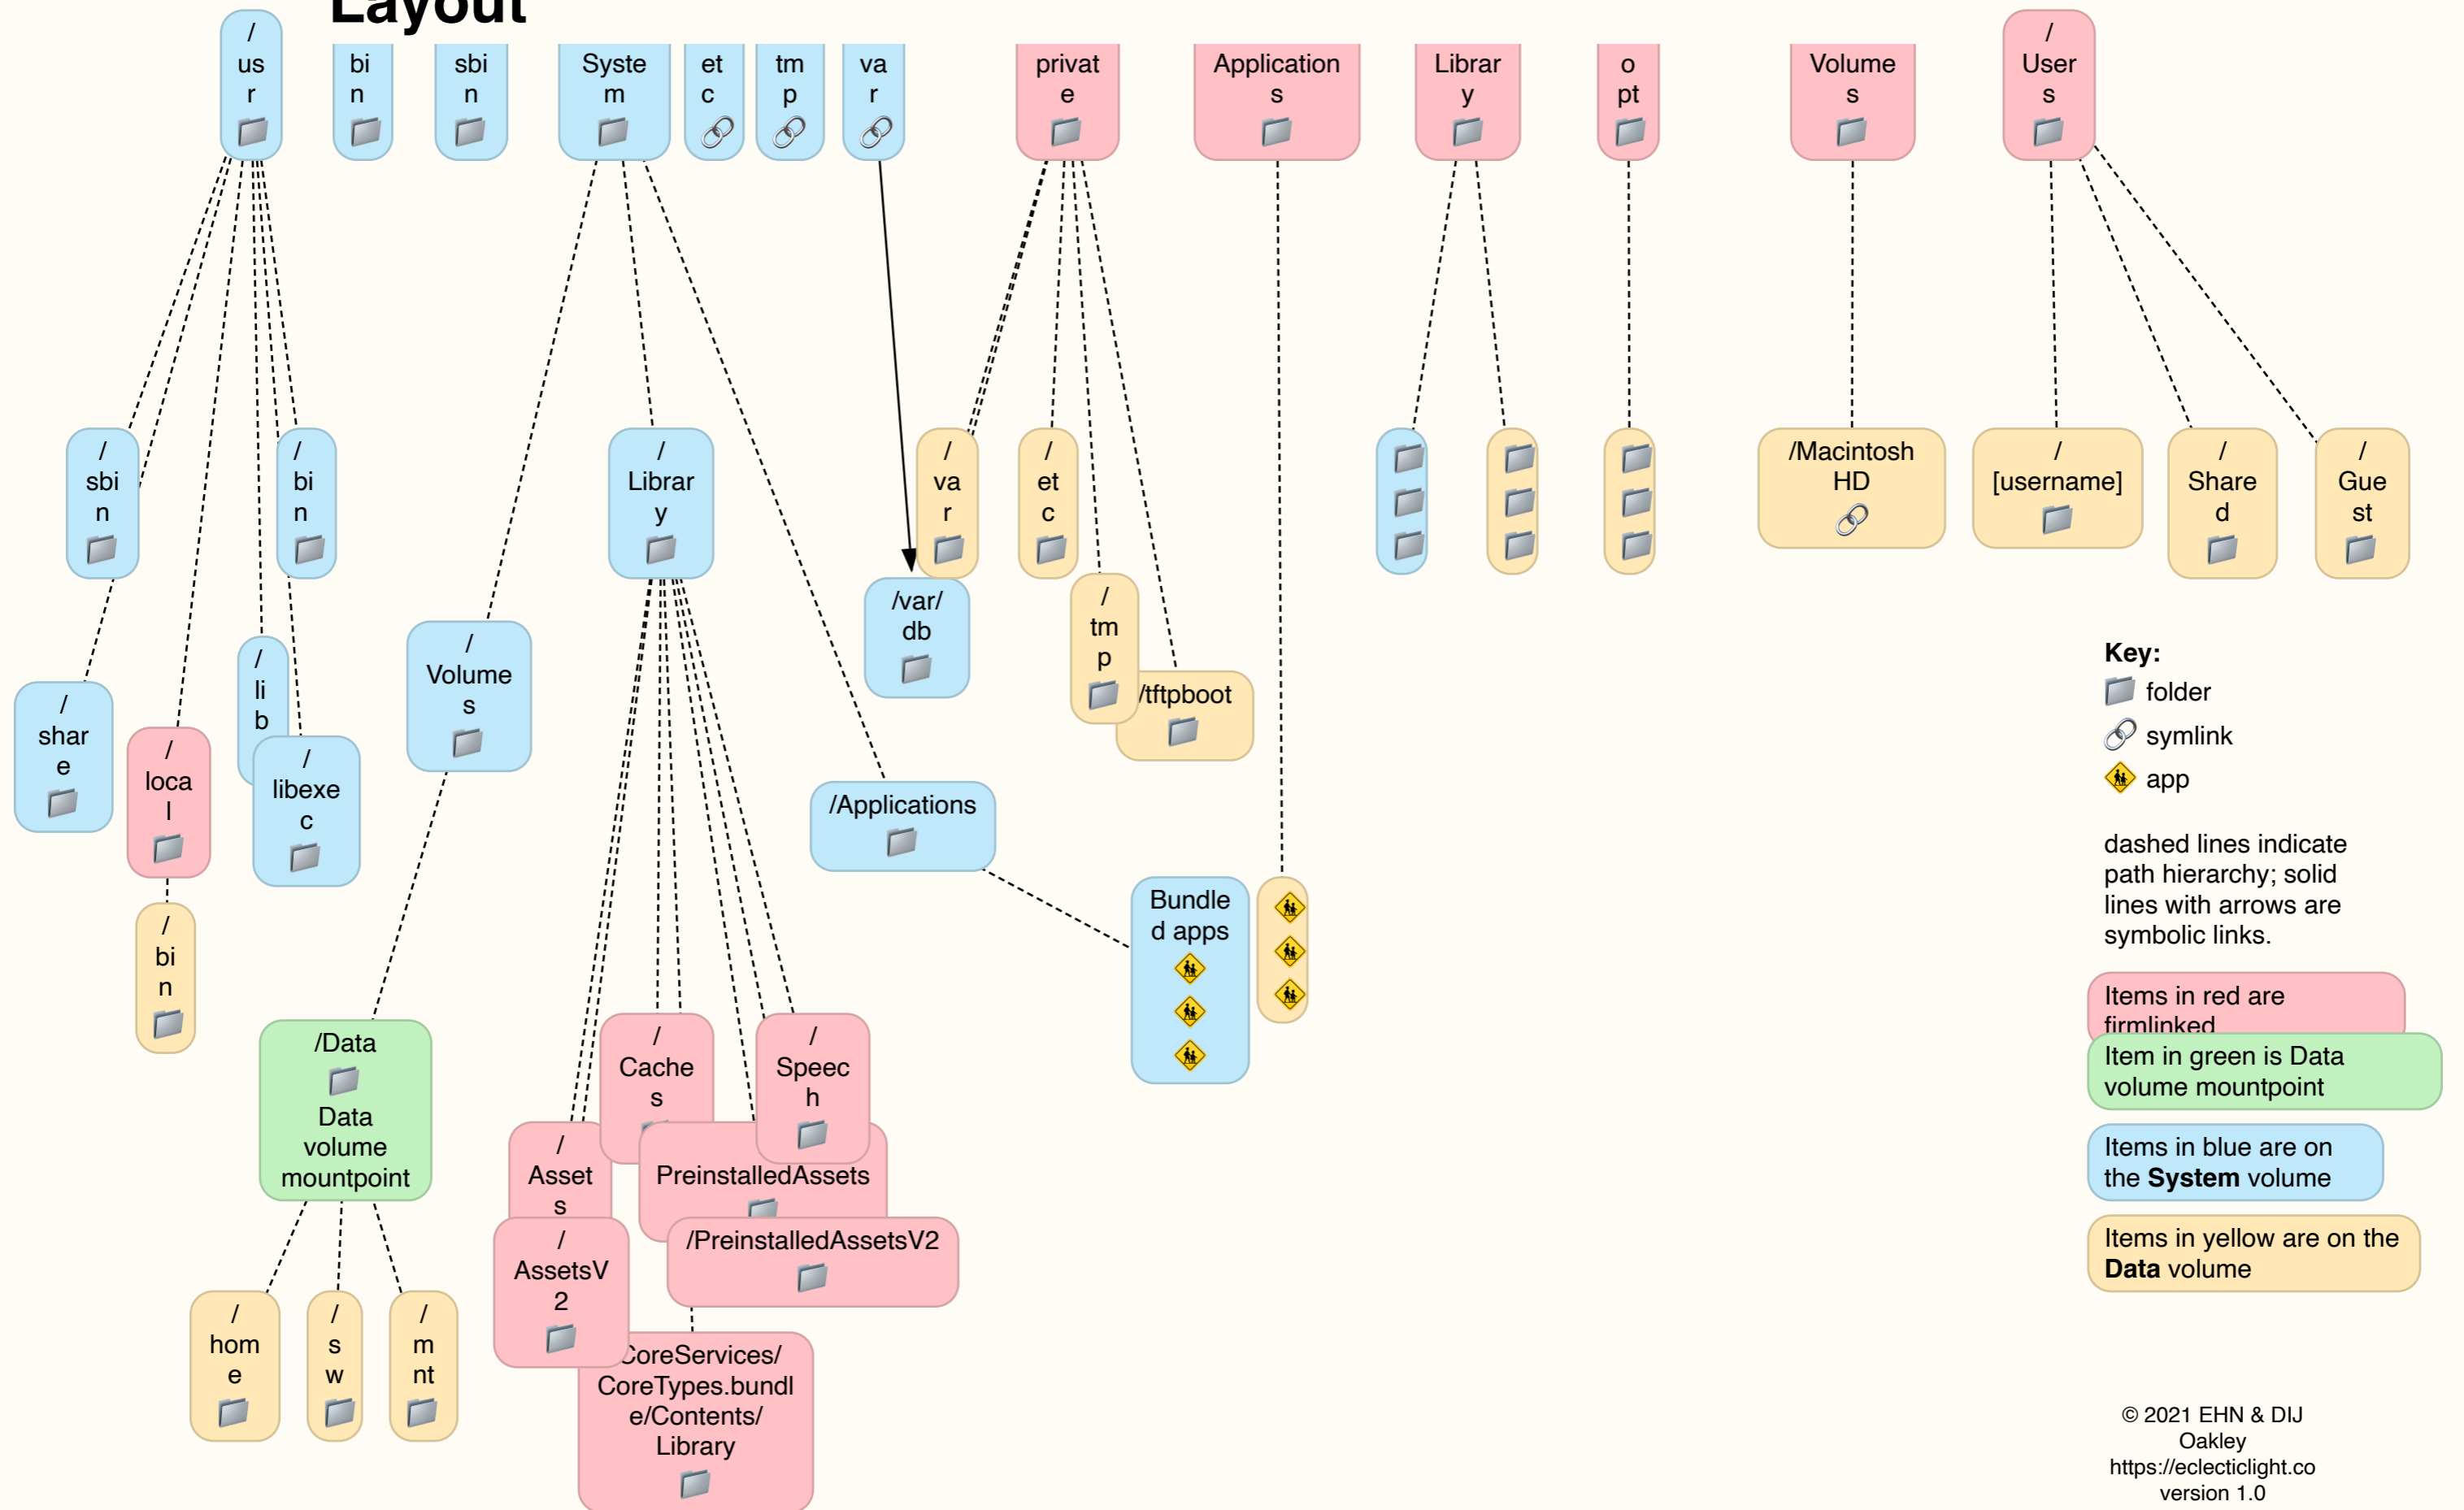 Layout
/
us
r
bi
n
sbi
n
Syste
m
et
c
tm
p
va
r
privat
e
Application
s
Librar
y
o
pt
Volume
s
/
User
s
/
sbi
n
/
bi
n
/
Librar
y
/
va
r
/
et
c
/Macintosh
HD
/
[username]
/
Share
d
/
Gue
st
/var/
db
/
tm
p
/tftpboot
/
shar
e
/
loca
l
/
li
b
/
libexe
c
/
Volume
s
/Applications
Bundle
d apps
/
bi
n
/Data
Data
volume
mountpoint
/
Cache
s
/
Speec
h
/
Asset
s
PreinstalledAssets
/
AssetsV
2
/PreinstalledAssetsV2
/
hom
e
/
s
w
/
m
nt
CoreServices/
CoreTypes.bundl
e/Contents/
Library
Key:
folder
symlink
app
dashed lines indicate
path hierarchy; solid
lines with arrows are
symbolic links.
Items in red are
firmlinked
Item in green is Data
volume mountpoint
Items in blue are on
the System volume
Items in yellow are on the
Data volume
© 2021 EHN & DIJ
Oakley
https://eclecticlight.co
version 1.0